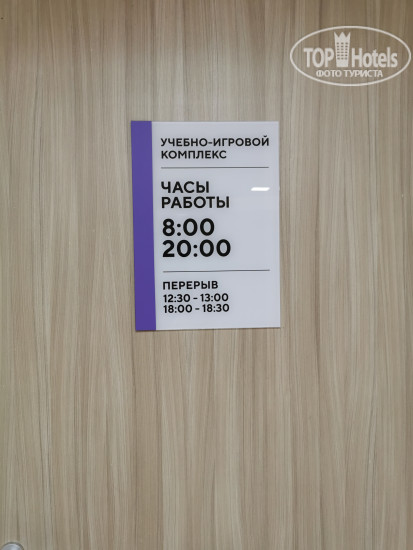 TOP Hotels
ФОТО ТУРИСТА
УЧЕБНО-ИГРОВОЙ
КОМПЛЕКС
ЧАСЫ
РАБОТЫ
8:00
20:00
ПЕРЕРЫВ
12:30 - 13:00
18:00 - 18:30